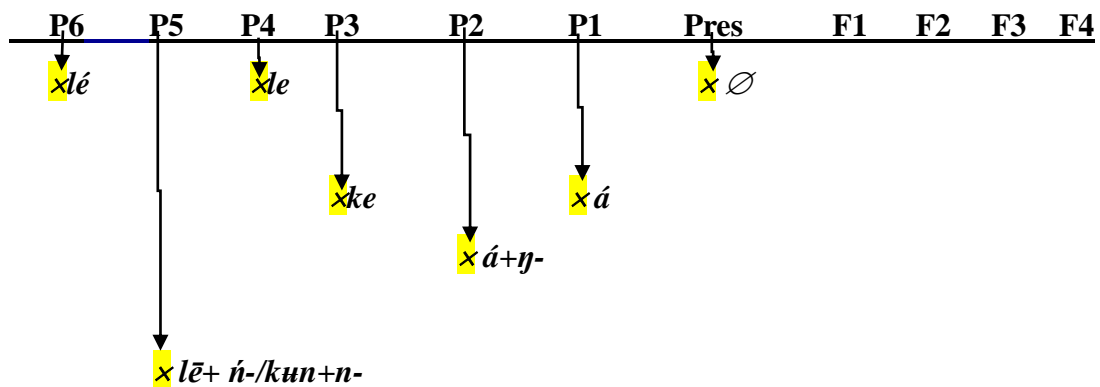 P6 P5 P4 P3 P2 P1 Pres F1 F2 F3 F4
×lé ×le × ∅
×ke × á
× á+ŋ-
× lē+ ń-/kʉn+n-